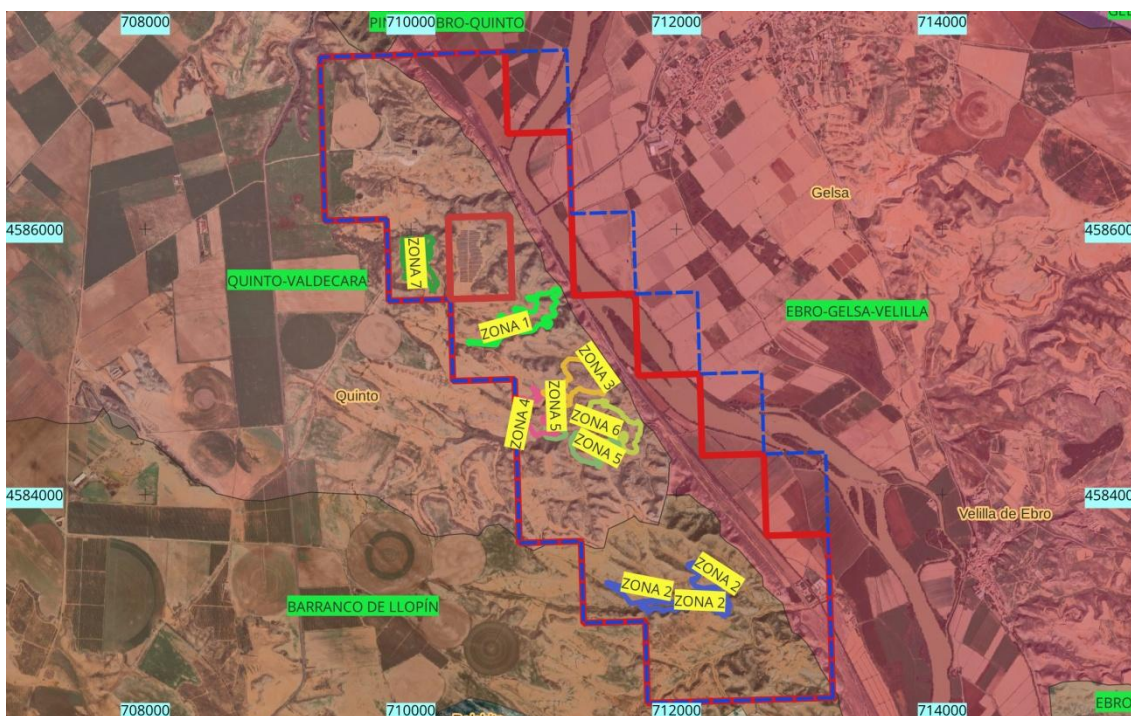 708000
710000
712000
714000
PIN
EBRO-QUINTO
4586000
4586000
Gelsa
ZONA 7
QUINTO-VALDECARA
EBRO-GELSA-VELILLA
ZONA 1
ZONA 3
Quinto
ZONA 4
ZONA 5
ZONA 6
ZONA 5
4584000
4584000
Velilla de Ebro
ZONA 2
ZONA 2
ZONA 2
BARRANCO DE LLOPÍN
EBRO
708000
710000
712000
714000